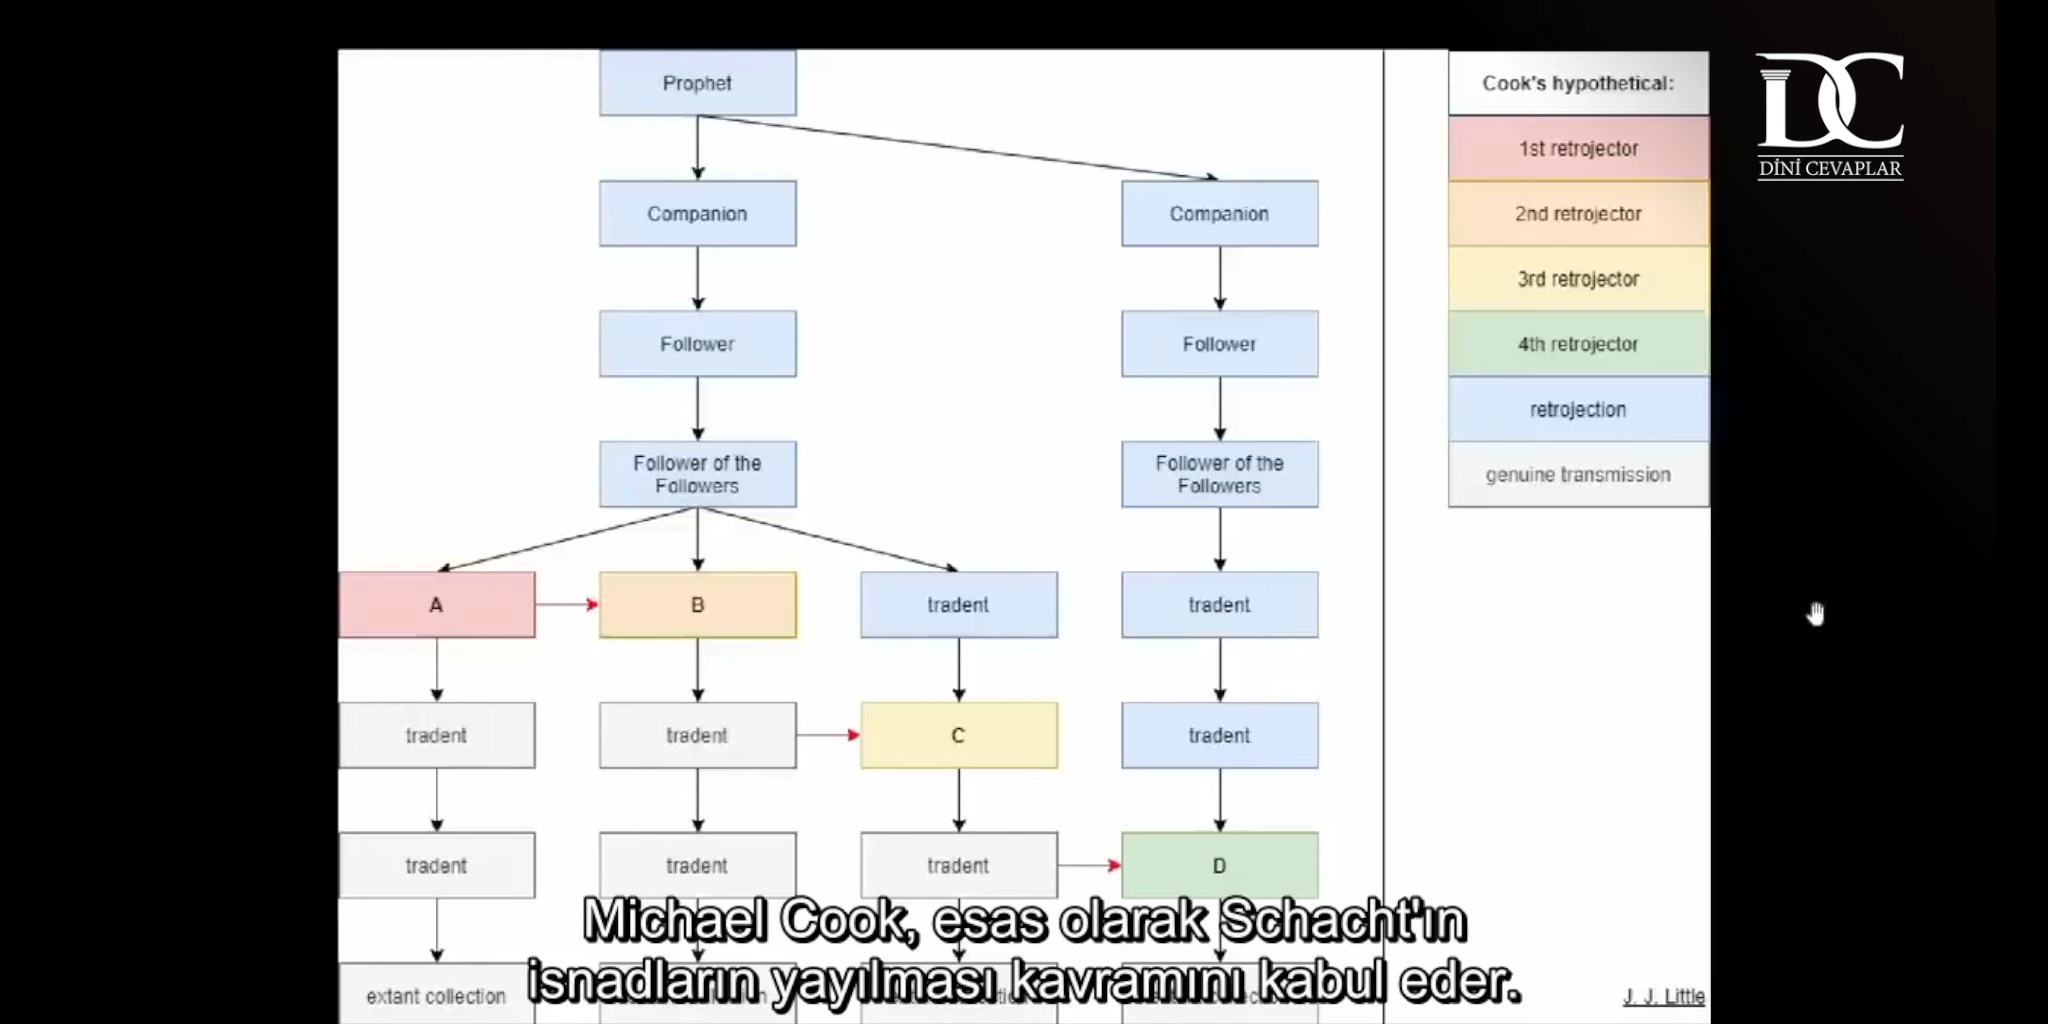 Prophet
Cook's hypothetical:
DC
DİNİ CEVAPLAR
1st retrojector
Companion
Companion
2nd retrojector
3rd retrojector
Follower
Follower
4th retrojector
retrojection
Follower of the
Followers
Follower of the
Followers
genuine transmission
A
B
tradent
tradent
tradent
tradent
C
tradent
tradent
tradent
tradent
D
Michael Cook, esas olarak Schacht'ın
isnadların yayılması kavramını kabul eder.
extant collection
J. J. Little